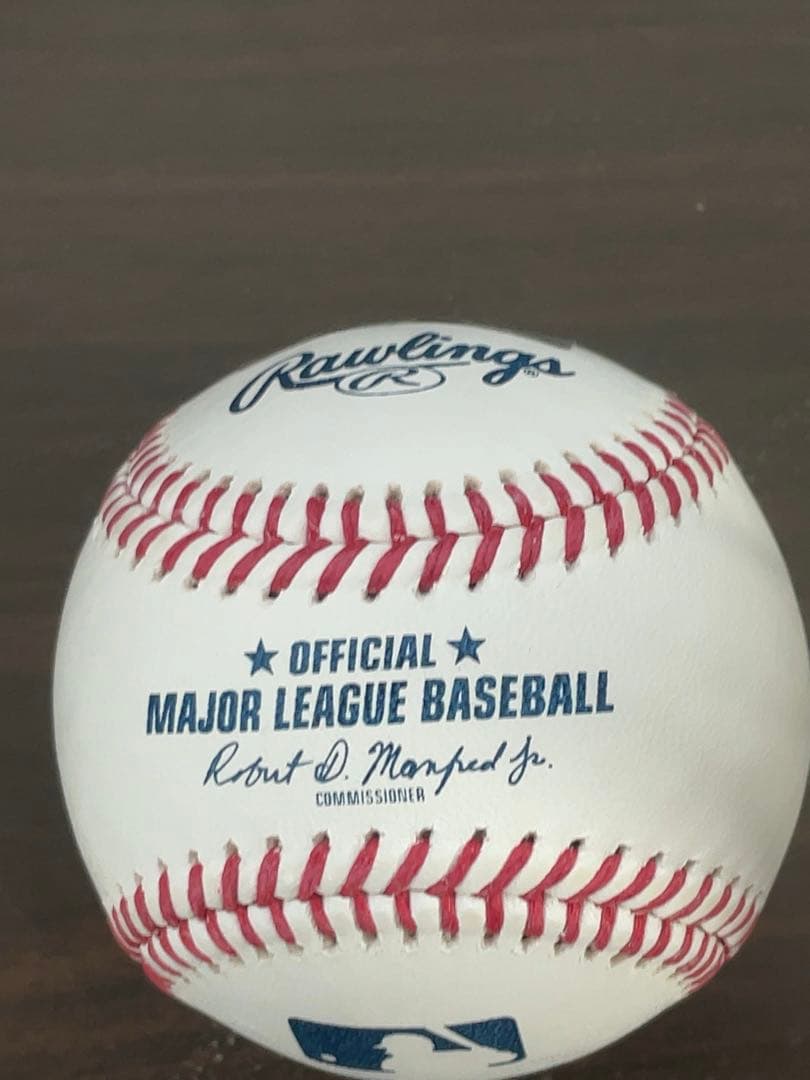 Rawlings
R
★ OFFICIAL ★
MAJOR LEAGUE BASEBALL
Robert D. Manfred Jr.
COMMISSIONER